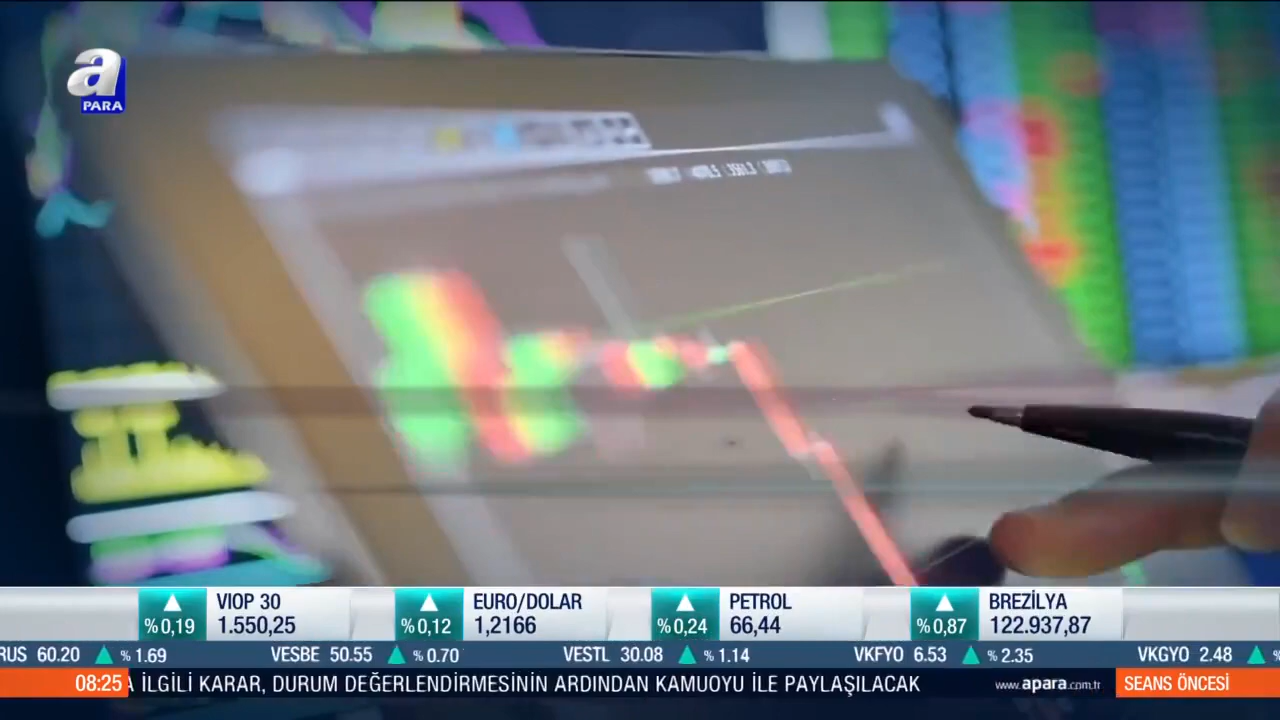 a
PARA
VIOP 30
% 0,19 1.550,25
EURO/DOLAR
% 0,12 1,2166
PETROL
% 0,24 66,44
BREZİLYA
% 0,87 122.937,87
RUS 60.20 % 1.69 VESBE 50.55 % 0.70 VESTL 30.08 % 1.14 VKFYO 6.53 % 2.35 VKGYO 2.48 %
08:25 A İLGİLİ KARAR, DURUM DEĞERLENDİRMESİNİN ARDINDAN KAMUOYU İLE PAYLAŞILACAK www.apara.com.tr SEANS ÖNCESİ